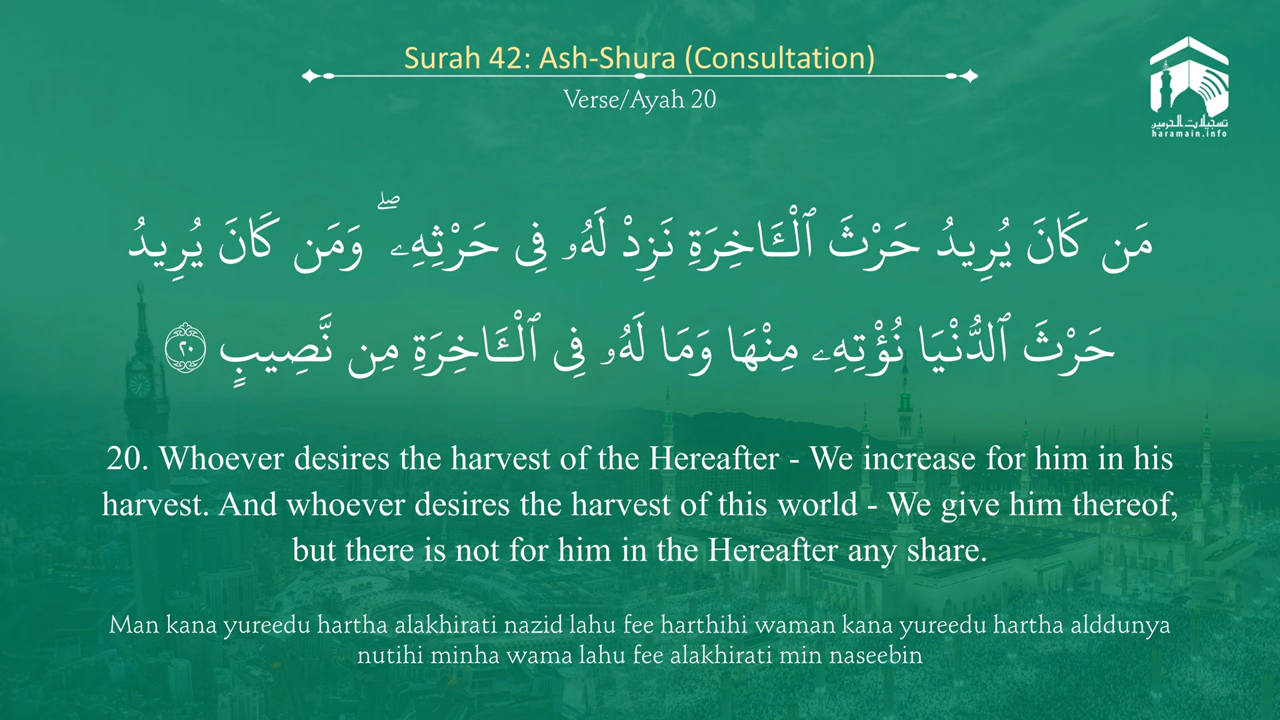 Surah 42: Ash-Shura (Consultation)
Verse/Ayah 20
تسجيلات الحرمين
haramain.info
مَن كَانَ يُرِيدُ حَرْثَ ٱلْـَٔاخِرَةِ نَزِدْ لَهُۥ فِى حَرْثِهِۦ ۖ وَمَن كَانَ يُرِيدُ
حَرْثَ ٱلدُّنْيَا نُؤْتِهِۦ مِنْهَا وَمَا لَهُۥ فِى ٱلْـَٔاخِرَةِ مِن نَّصِيبٍ ٢٠
20. Whoever desires the harvest of the Hereafter - We increase for him in his
harvest. And whoever desires the harvest of this world - We give him thereof,
but there is not for him in the Hereafter any share.
Man kana yureedu hartha alakhirati nazid lahu fee harthihi waman kana yureedu hartha alddunya
nutihi minha wama lahu fee alakhirati min naseebin